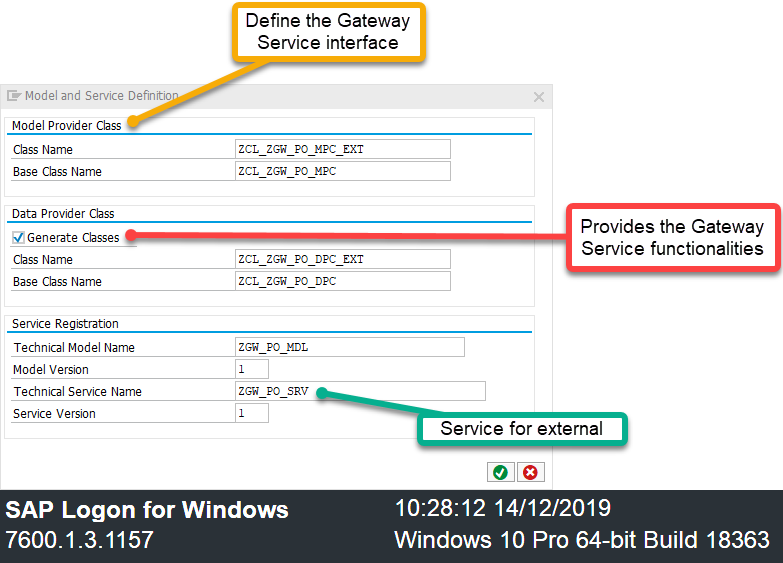 Define the Gateway
Service interface
Model and Service Definition
Model Provider Class
Class Name ZCL_ZGW_PO_MPC_EXT
Base Class Name ZCL_ZGW_PO_MPC
Data Provider Class
Generate Classes
Provides the Gateway
Service functionalities
Class Name ZCL_ZGW_PO_DPC_EXT
Base Class Name ZCL_ZGW_PO_DPC
Service Registration
Technical Model Name ZGW_PO_MDL
Model Version 1
Technical Service Name ZGW_PO_SRV
Service Version 1
Service for external
SAP Logon for Windows 10:28:12 14/12/2019
7600.1.3.1157 Windows 10 Pro 64-bit Build 18363